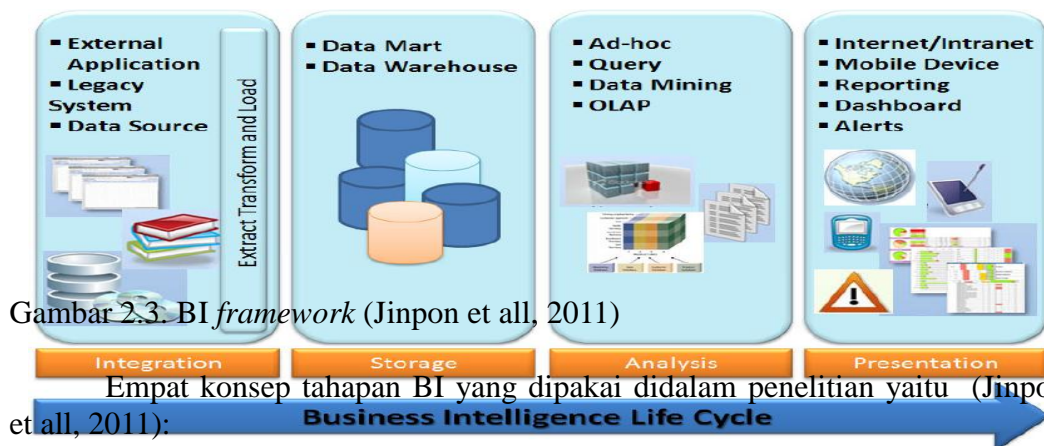 ▪ External
Application
▪ Legacy
System
▪ Data Source
Extract Transform and Load
▪ Data Mart
▪ Data Warehouse
▪ Ad-hoc
▪ Query
▪ Data Mining
▪ OLAP
▪ Internet/Intranet
▪ Mobile Device
▪ Reporting
▪ Dashboard
▪ Alerts
Gambar 2.3. BI framework (Jinpon et all, 2011)
Integration
Storage
Analysis
Presentation
Empat konsep tahapan BI yang dipakai didalam penelitian yaitu (Jinpo
et all, 2011):
Business Intelligence Life Cycle